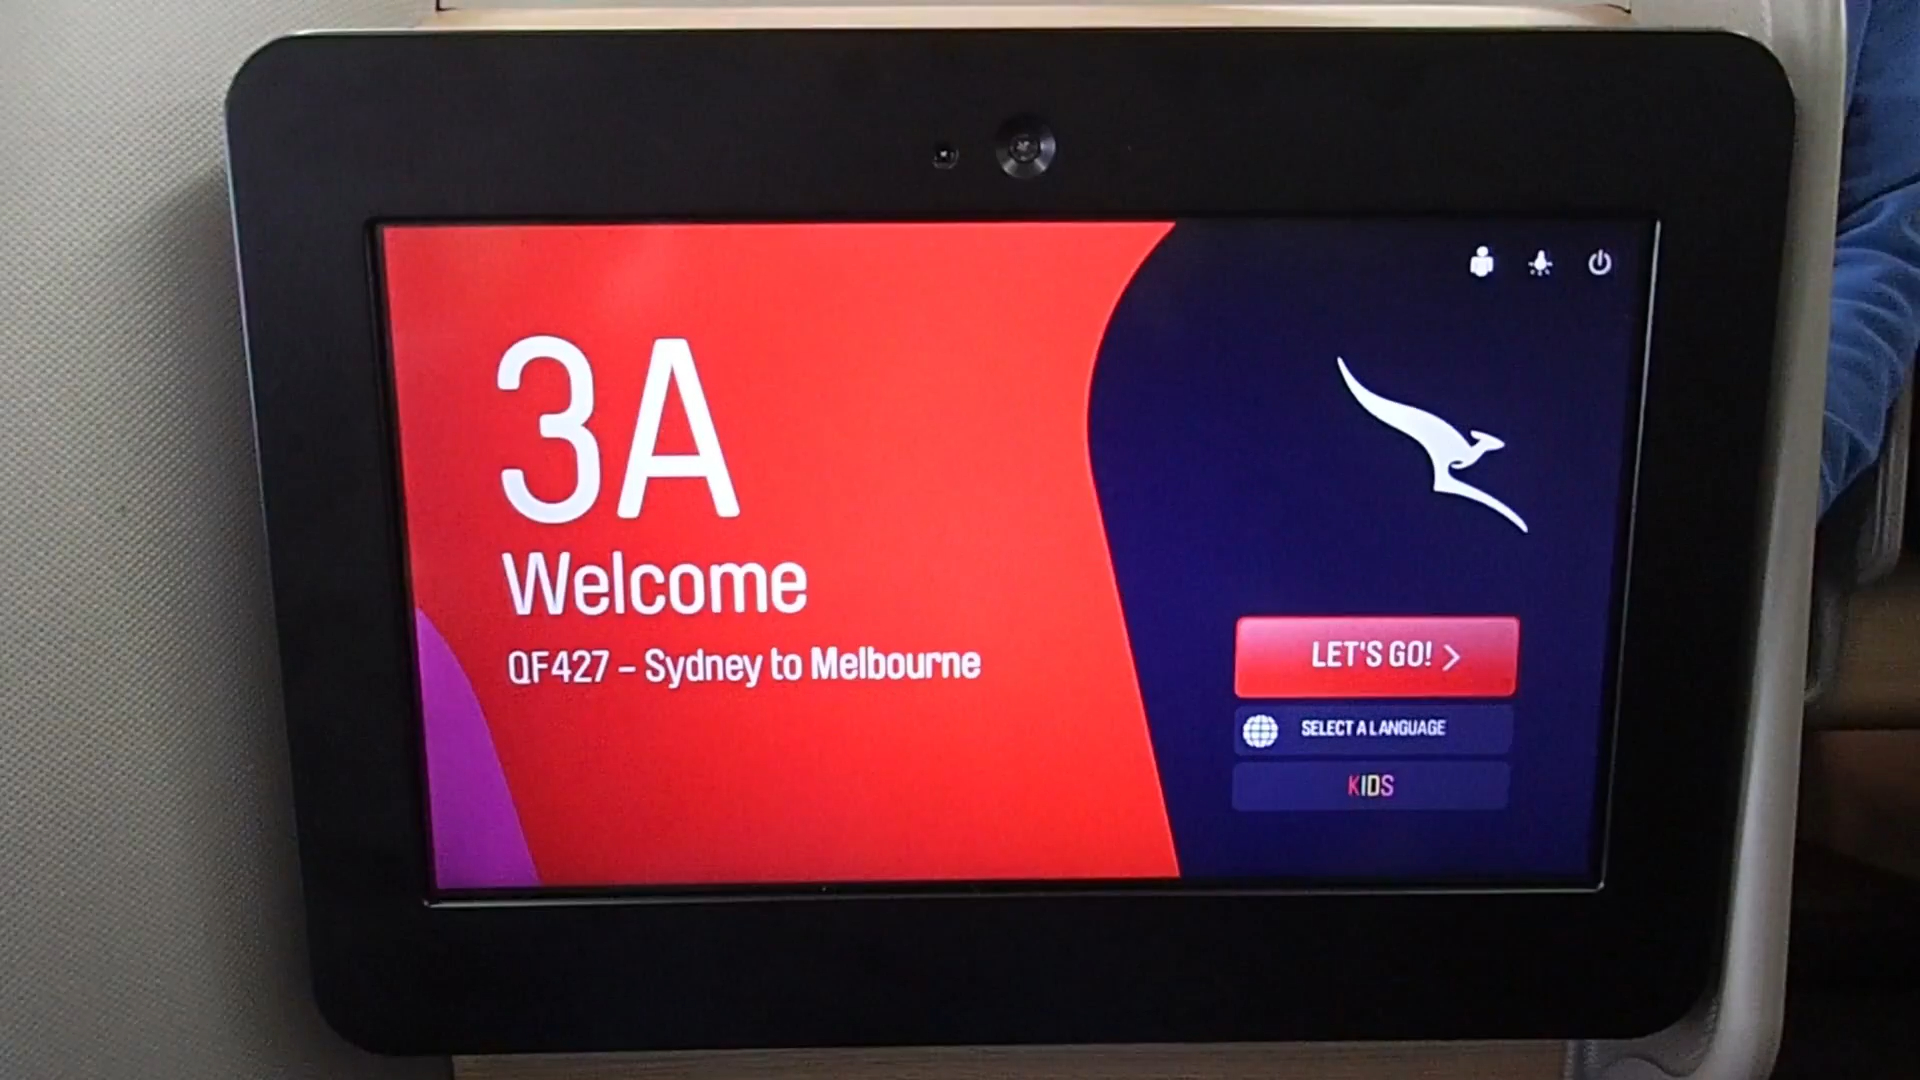 3A
Welcome
QF427 – Sydney to Melbourne
LET'S GO! >
SELECT A LANGUAGE
KIDS